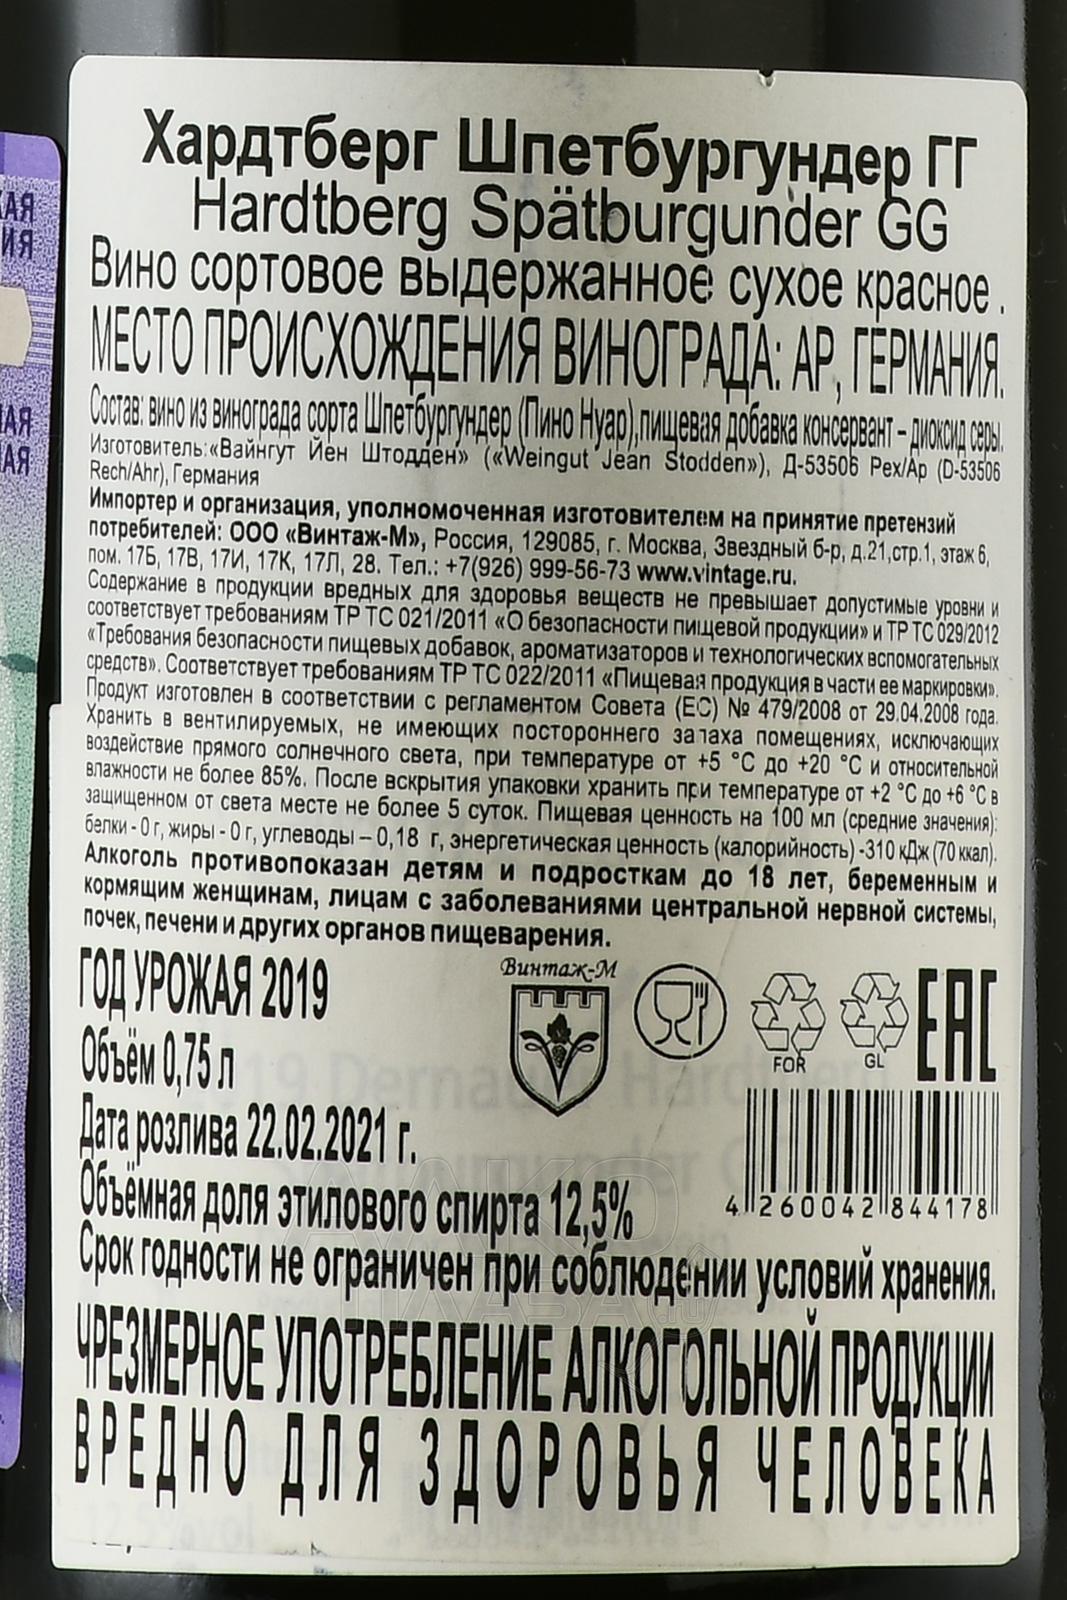 Хардтберг Шпетбургундер ГГ
Hardtberg Spätburgunder GG
Вино сортовое выдержанное сухое красное .
МЕСТО ПРОИСХОЖДЕНИЯ ВИНОГРАДА: АР, ГЕРМАНИЯ.
Состав: вино из винограда сорта Шпетбургундер (Пино Нуар),пищевая добавка консервант – диоксид серы.
Изготовитель:«Вайнгут Йен Штодден» («Weingut Jean Stodden»), Д-53506 Рех/Ар (D-53506
Rech/Ahr), Германия
Импортер и организация, уполномоченная изготовителем на принятие претензий
потребителей: ООО «Винтаж-М», Россия, 129085, г. Москва, Звездный б-р, д.21,стр.1, этаж 6,
пом. 17Б, 17В, 17И, 17К, 17Л, 28. Тел.: +7(926) 999-56-73 www.vintage.ru.
Содержание в продукции вредных для здоровья веществ не превышает допустимые уровни и
соответствует требованиям ТР ТС 021/2011 «О безопасности пищевой продукции» и ТР ТС 029/2012
«Требования безопасности пищевых добавок, ароматизаторов и технологических вспомогательных
средств». Соответствует требованиям ТР ТС 022/2011 «Пищевая продукция в части ее маркировки».
Продукт изготовлен в соответствии с регламентом Совета (ЕС) № 479/2008 от 29.04.2008 года.
Хранить в вентилируемых, не имеющих постороннего запаха помещениях, исключающих
воздействие прямого солнечного света, при температуре от +5 °С до +20 °С и относительной
влажности не более 85%. После вскрытия упаковки хранить при температуре от +2 °С до +6 °С в
защищенном от света месте не более 5 суток. Пищевая ценность на 100 мл (средние значения):
белки - 0 г, жиры - 0 г, углеводы – 0,18 г, энергетическая ценность (калорийность) -310 кДж (70 ккал).
Алкоголь противопоказан детям и подросткам до 18 лет, беременным и
кормящим женщинам, лицам с заболеваниями центральной нервной системы,
почек, печени и других органов пищеварения.
ГОД УРОЖАЯ 2019
Винтаж-М
FOR
GL
EAC
Объём 0,75 л
Дата розлива 22.02.2021 г.
Объёмная доля этилового спирта 12,5%
4 260042 844178
Срок годности не ограничен при соблюдении условий хранения.
ЧРЕЗМЕРНОЕ УПОТРЕБЛЕНИЕ АЛКОГОЛЬНОЙ ПРОДУКЦИИ
ВРЕДНО ДЛЯ ЗДОРОВЬЯ ЧЕЛОВЕКА